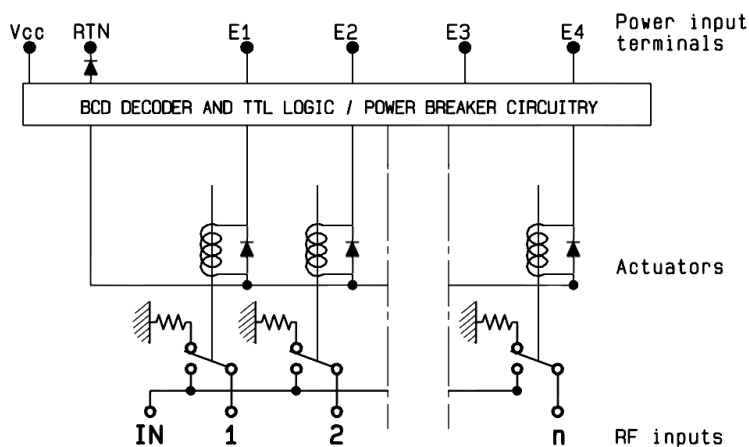 Vcc RTN E1 E2 E3 E4 Power input
terminals
BCD DECODER AND TTL LOGIC / POWER BREAKER CIRCUITRY
Actuators
IN 1 2 n RF inputs